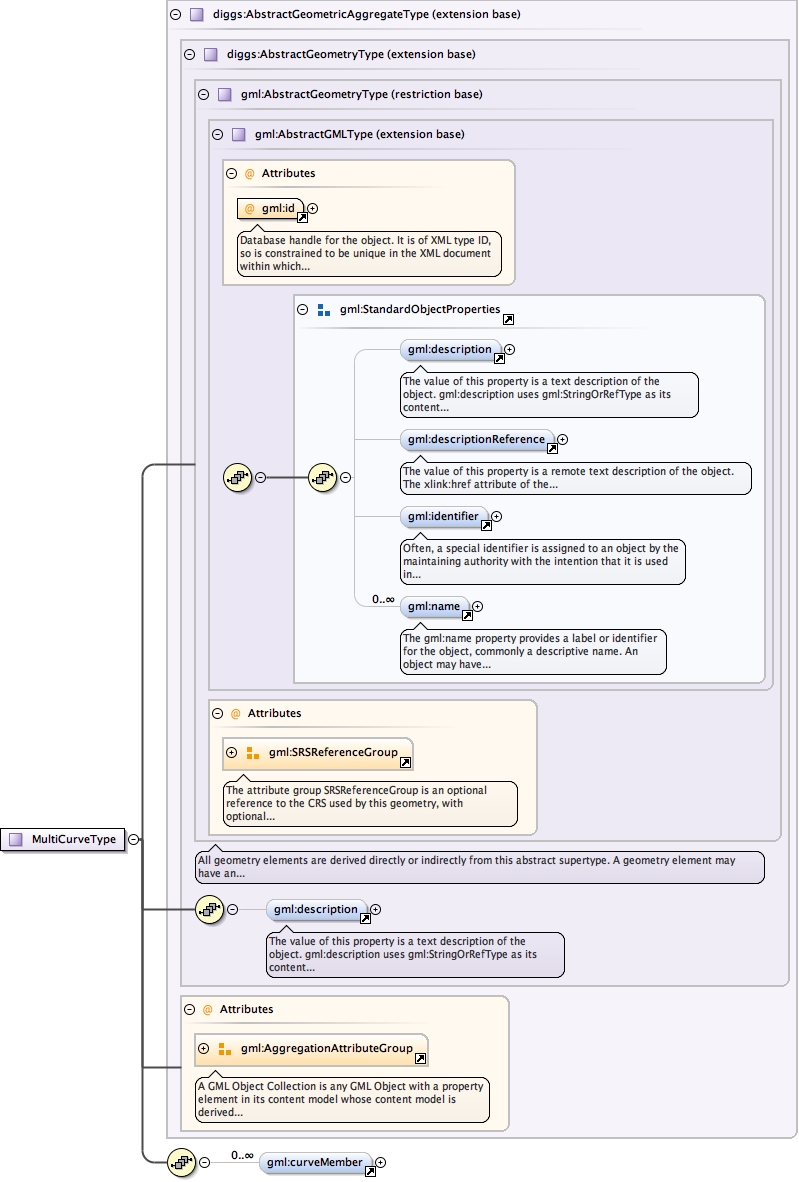 diggs:AbstractGeometricAggregateType (extension base)
diggs:AbstractGeometryType (extension base)
gml:AbstractGeometryType (restriction base)
gml:AbstractGMLType (extension base)
@ Attributes
@ gml:id
Database handle for the object. It is of XML type ID,
so is constrained to be unique in the XML document
within which...
gml:StandardObjectProperties
gml:description
The value of this property is a text description of the
object. gml:description uses gml:StringOrRefType as its
content...
gml:descriptionReference
The value of this property is a remote text description of the object.
The xlink:href attribute of the...
gml:identifier
Often, a special identifier is assigned to an object by the
maintaining authority with the intention that it is used
in...
0..∞
gml:name
The gml:name property provides a label or identifier
for the object, commonly a descriptive name. An
object may have...
@ Attributes
gml:SRSReferenceGroup
The attribute group SRSReferenceGroup is an optional
reference to the CRS used by this geometry, with
optional...
MultiCurveType
All geometry elements are derived directly or indirectly from this abstract supertype. A geometry element may
have an...
gml:description
The value of this property is a text description of the
object. gml:description uses gml:StringOrRefType as its
content...
@ Attributes
gml:AggregationAttributeGroup
A GML Object Collection is any GML Object with a property
element in its content model whose content model is
derived...
0..∞
gml:curveMember